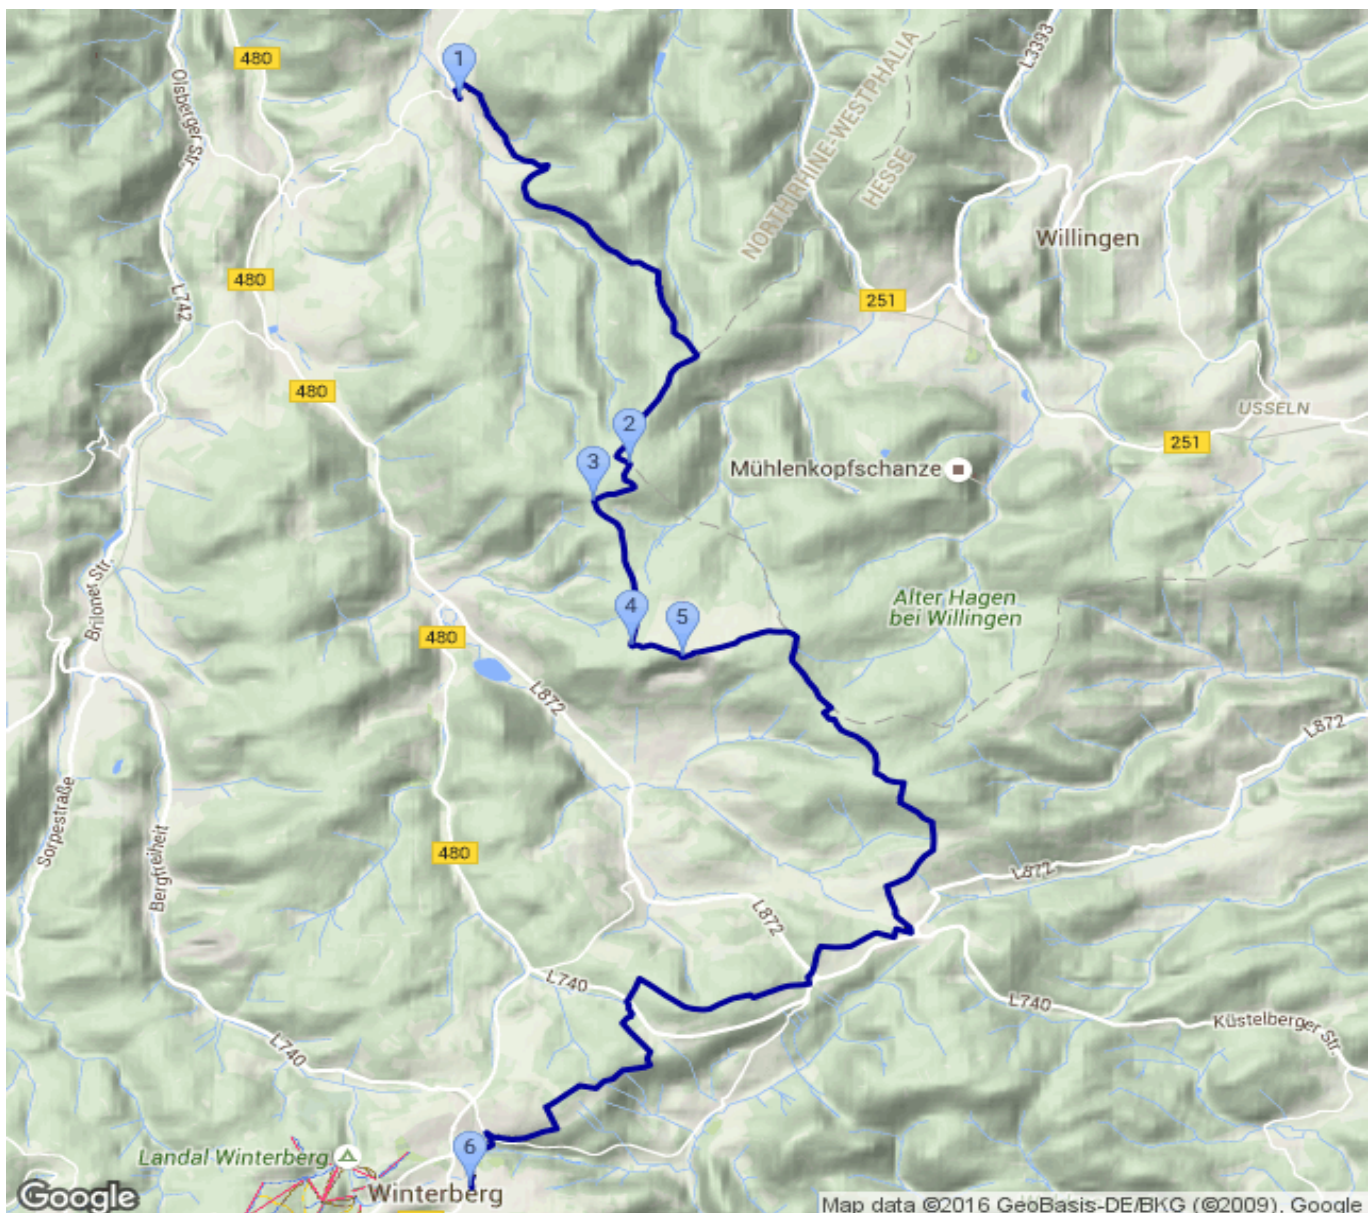 480
1
L3393
Olsberger Str.
NORTH RHINE-WESTPHALIA
HESSE
Willingen
480
L742
251
480
USSELN
2
251
3
Mühlenkopfschanze
Briloner Str.
Alter Hagen
bei Willingen
4
5
480
L872
L872
Sorpestraße
Bergfreiheit
480
L872
L872
L740
L740
Küstelberger Str.
L740
6
Landal Winterberg
Winterberg
Google
Map data ©2016 GeoBasis-DE/BKG (©2009), Google